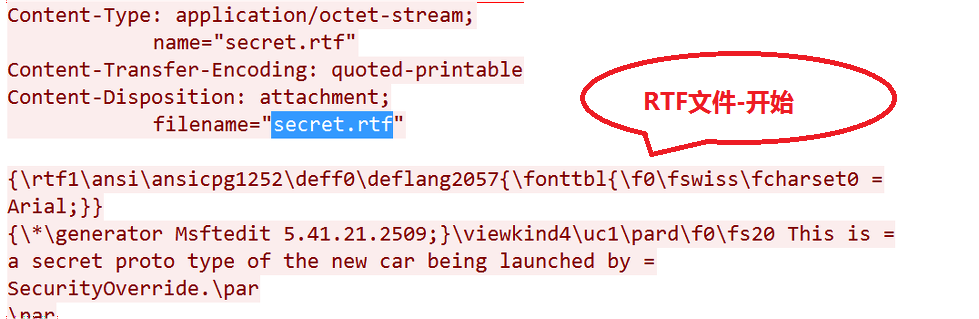 Content-Type: application/octet-stream;
name="secret.rtf"
Content-Transfer-Encoding: quoted-printable
Content-Disposition: attachment;
filename="secret.rtf"
RTF文件-开始
{\rtf1\ansi\ansicpg1252\deff0\deflang2057{\fonttbl{\f0\fswiss\fcharset0 =
Arial;}}
{\*\generator Msftedit 5.41.21.2509;}\viewkind4\uc1\pard\f0\fs20 This is =
a secret proto type of the new car being launched by =
SecurityOverride.\par
\par